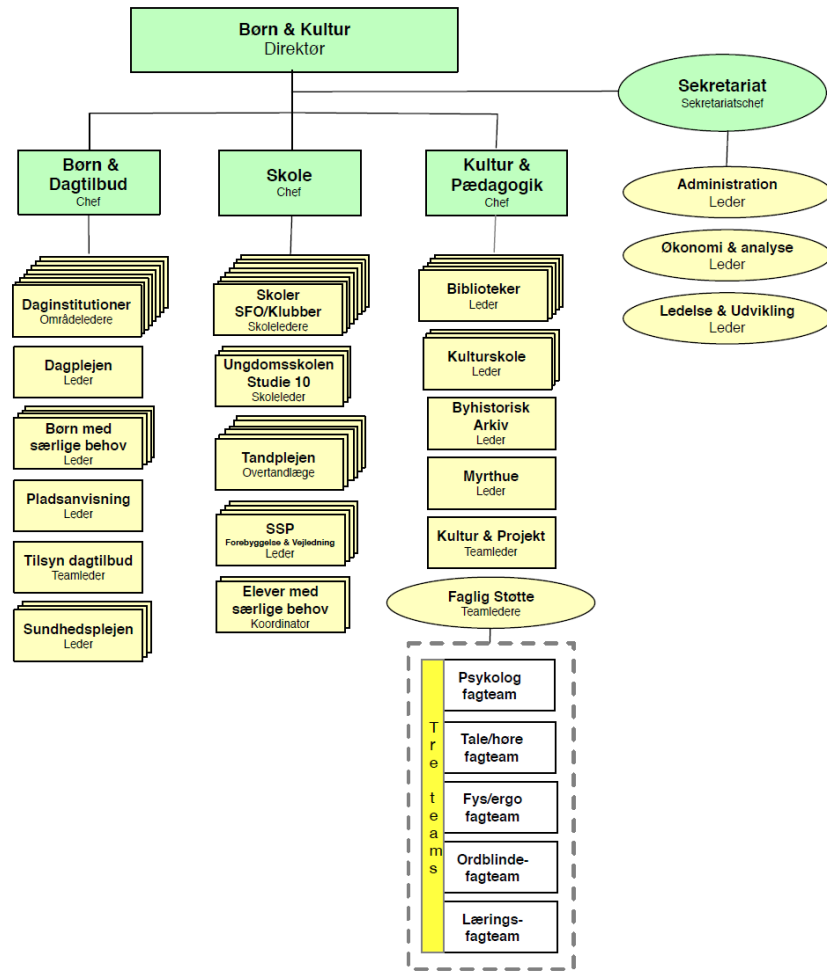 Børn & Kultur
Direktør
Sekretariat
Sekretariatschef
Administration
Leder
Økonomi & analyse
Leder
Ledelse & Udvikling
Leder
Børn &
Dagtilbud
Chef
Daginstitutioner
Områdeledere
Dagplejen
Leder
Børn med
særlige behov
Leder
Pladsanvisning
Leder
Tilsyn dagtilbud
Teamleder
Sundhedsplejen
Leder
Skole
Chef
Skoler
SFO/Klubber
Skoleledere
Ungdomsskolen
Studie 10
Skoleleder
Tandplejen
Overtandlæge
SSP
Forebyggelse & Vejledning
Leder
Elever med
særlige behov
Koordinator
Kultur &
Pædagogik
Chef
Biblioteker
Leder
Kulturskole
Leder
Byhistorisk
Arkiv
Leder
Myrthue
Leder
Kultur & Projekt
Teamleder
Faglig Støtte
Teamledere
Tre teams
Psykolog
fagteam
Tale/høre
fagteam
Fys/ergo
fagteam
Ordblinde-
fagteam
Lærings-
fagteam